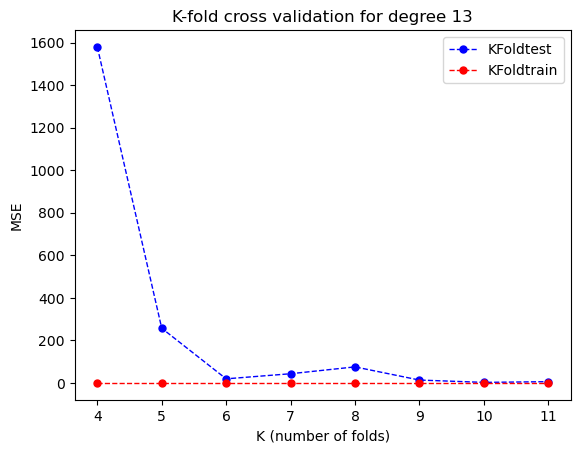 K-fold cross validation for degree 13
KFoldtest
KFoldtrain
1600
1400
1200
1000
800
600
400
200
0
MSE
4 5 6 7 8 9 10 11
K (number of folds)